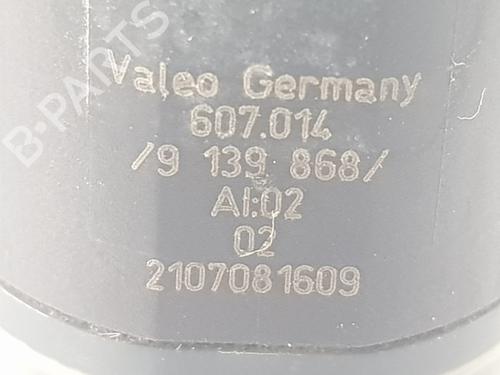 B-PARTS
Valeo Germany
607.014
/9 139 868/
AI:02
02
2107081609